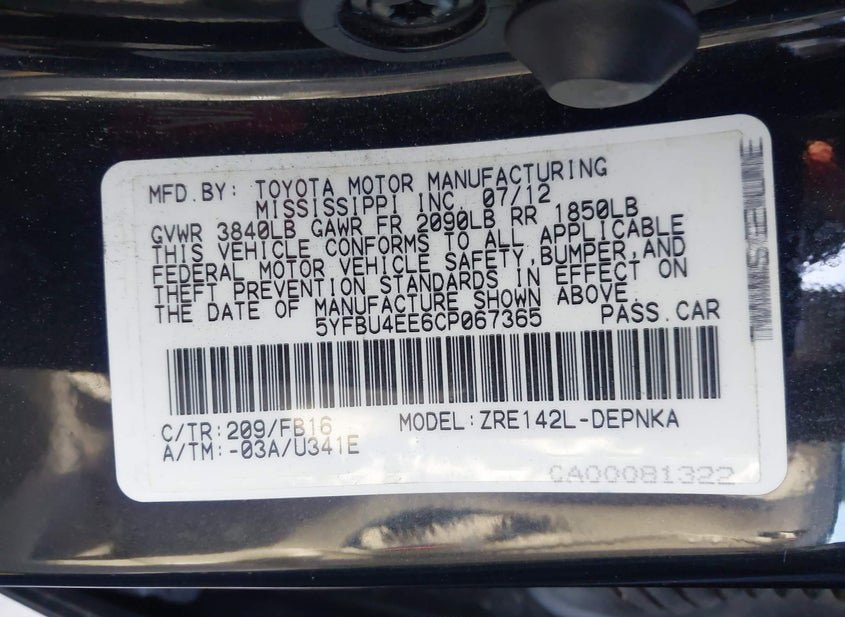 MFD.BY: TOYOTA MOTOR MANUFACTURING
MISSISSIPPI INC. 07/12
GVWR 3840LB GAWR FR 2090LB RR 1850LB
THIS VEHICLE CONFORMS TO ALL APPLICABLE
FEDERAL MOTOR VEHICLE SAFETY,BUMPER,AND
THEFT PREVENTION STANDARDS IN EFFECT ON
THE DATE OF MANUFACTURE SHOWN ABOVE.
5YFBU4EE6CP067365 PASS.CAR
C/TR:209/FB16 MODEL:ZRE142L-DEPNKA
A/TM:-03A/U341E
CA00081322